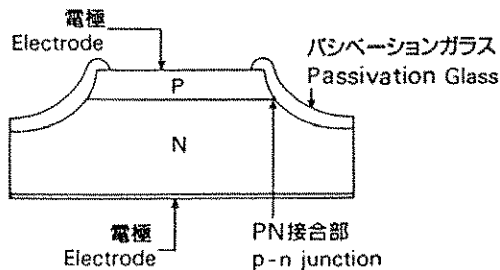 電極
Electrode
パシベーションガラス
Passivation Glass
P
N
電極
Electrode
PN接合部
p-n junction